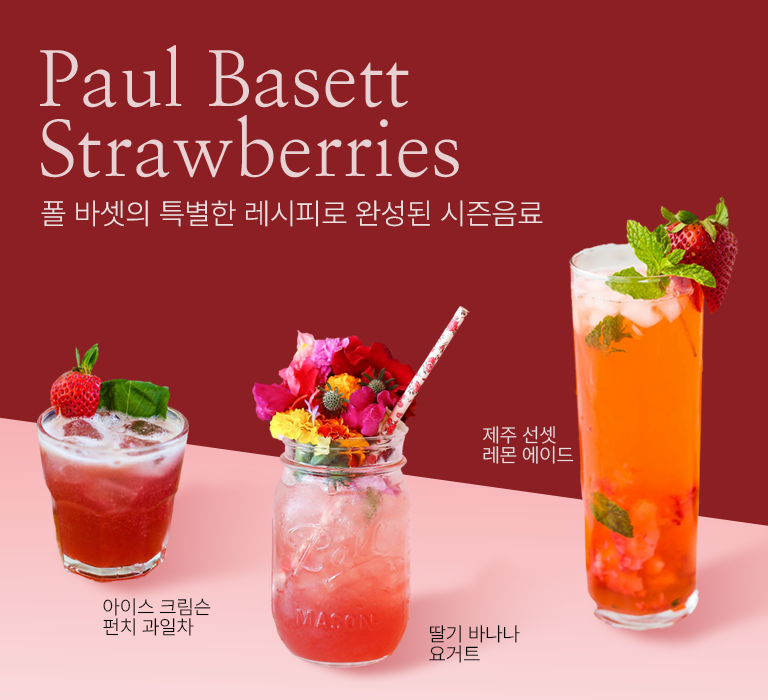 Paul Basett
Strawberries
폴 바셋의 특별한 레시피로 완성된 시즌음료
제주 선셋
레몬 에이드
아이스 크림슨
펀치 과일차
딸기 바나나
요거트
Ball
MASON